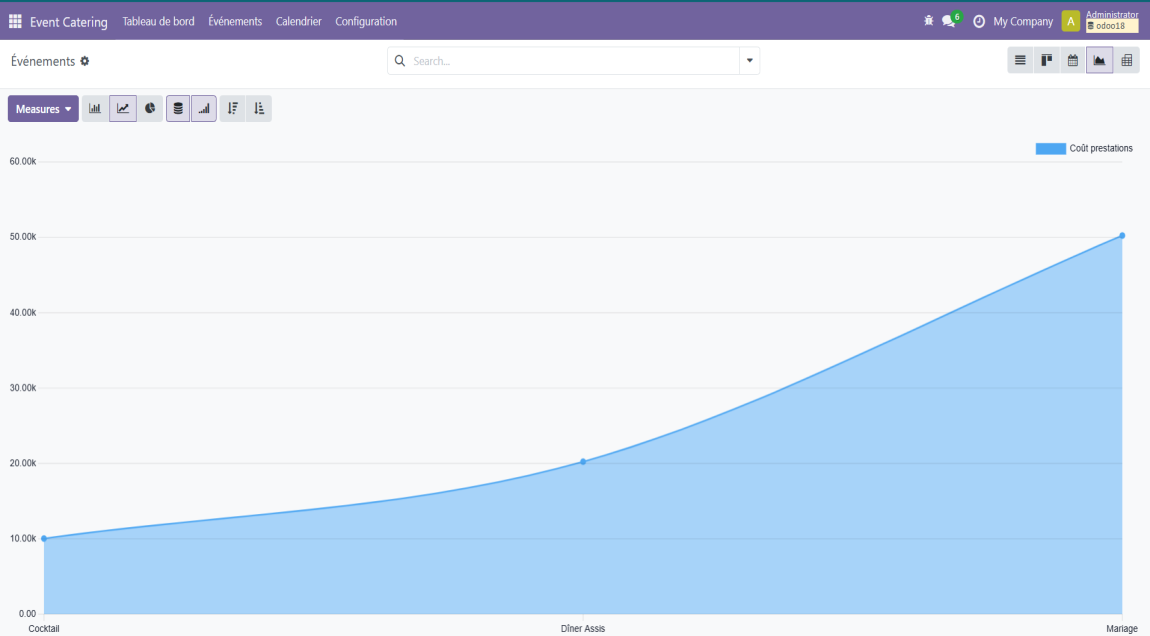 Event Catering Tableau de bord Événements Calendrier Configuration 6 My Company A Administrator
odoo18
Événements Search...
Measures
Coût prestations
60.00k
50.00k
40.00k
30.00k
20.00k
10.00k
0.00
Cocktail Dîner Assis Mariage